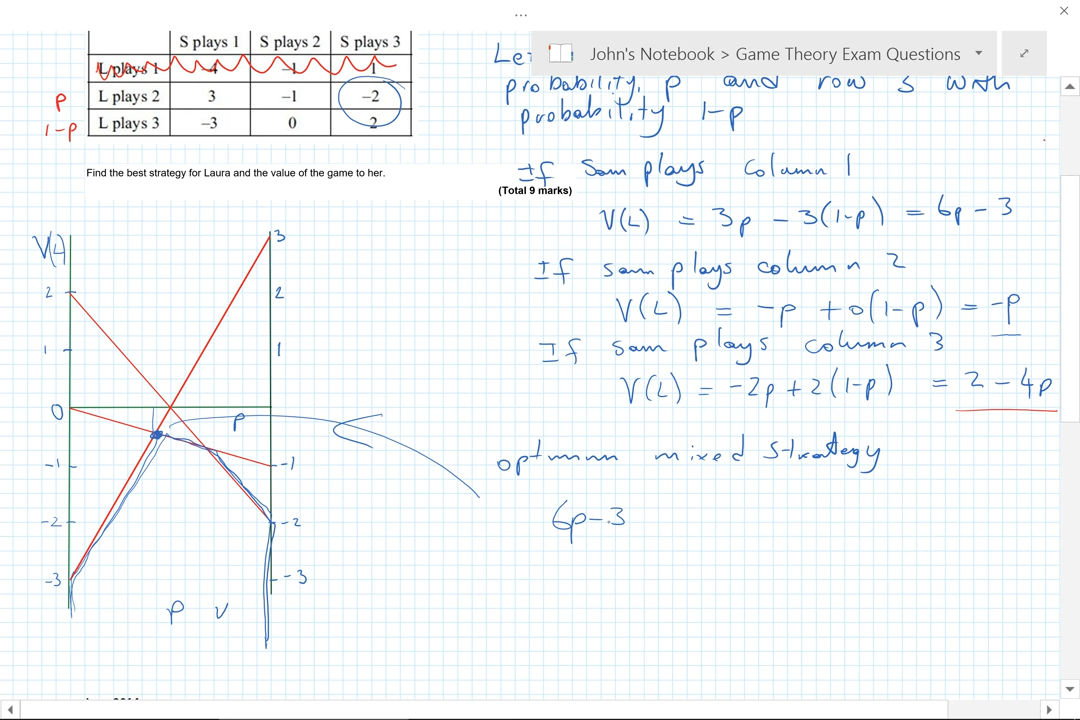 S plays 1 S plays 2 S plays 3
L plays 1 -4 -1 1
p L plays 2 3 −1 −2
1-p L plays 3 −3 0 2
Find the best strategy for Laura and the value of the game to her.
(Total 9 marks)
John's Notebook > Game Theory Exam Questions
Le
probability p and row 3 with
probability 1-p
If Sam plays column 1
V(L) = 3p - 3(1-p) = 6p - 3
If sam plays column 2
V(L) = -p + 0(1-p) = -p
If sam plays column 3
V(L) = -2p + 2(1-p) = 2 - 4p
optimum mixed strategy
6p-3
V(L)
3
2 2
1 1
0 p
-1 -1
-2 -2
-3 -3
p v